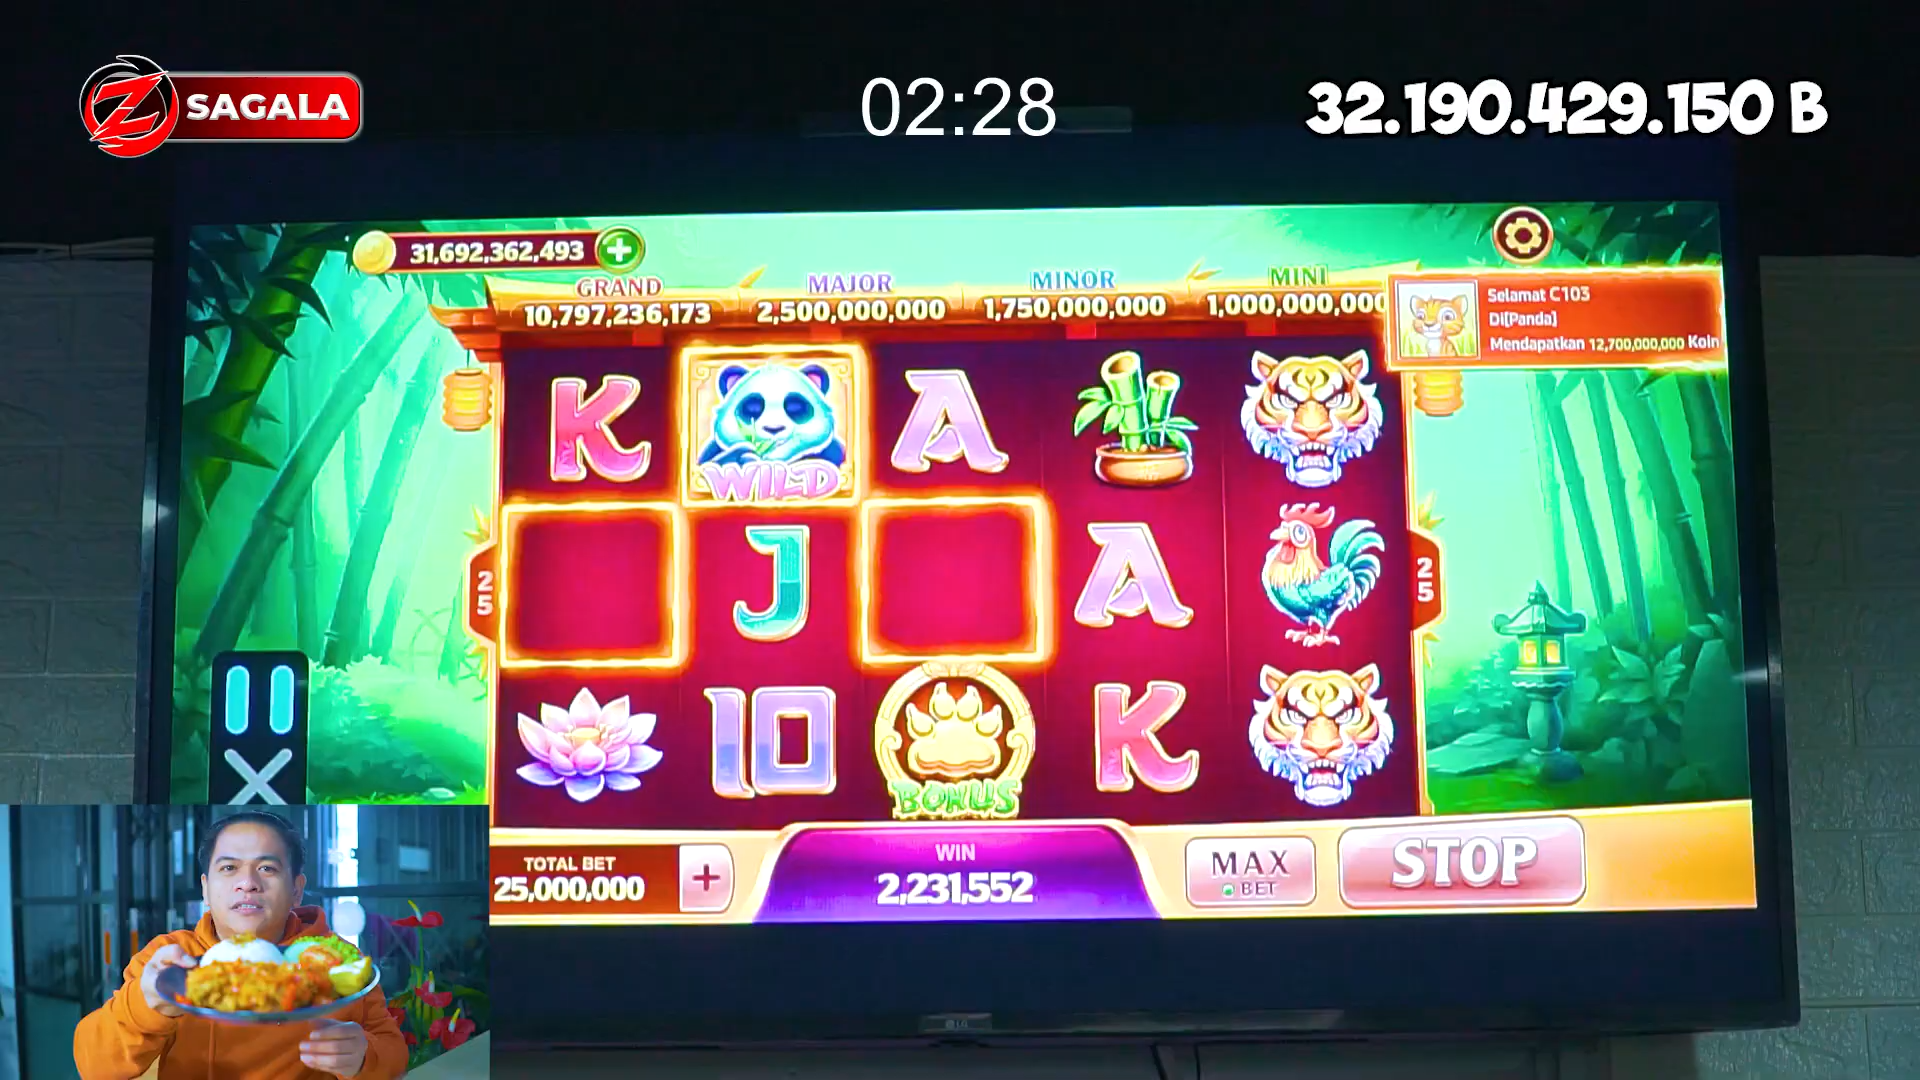 SAGALA
02:28
32.190.429.150 B
31,692,362,493
GRAND
10,797,236,173
MAJOR
2,500,000,000
MINOR
1,750,000,000
MINI
1,000,000,000
Selamat C103
Di[Panda]
Mendapatkan 12,700,000,000 Koin
K
WILD
A
25
J
A
25
10
BONUS
K
TOTAL BET
25,000,000
WIN
2,231,552
MAX
BET
STOP
LG